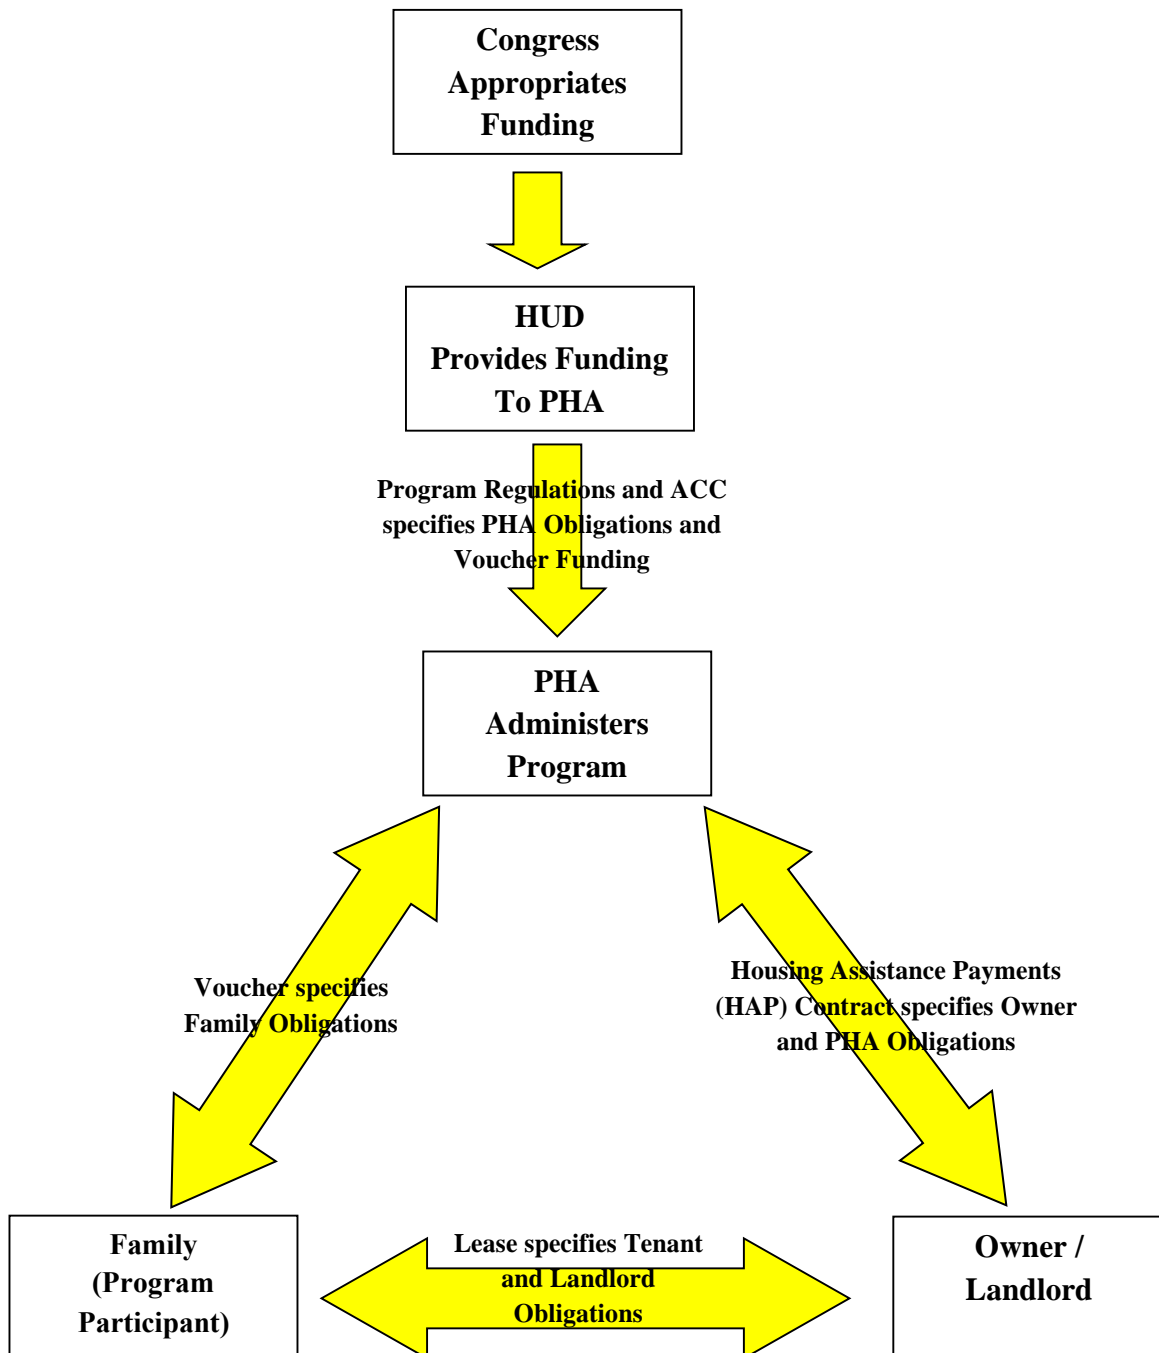 Congress
Appropriates
Funding
HUD
Provides Funding
To PHA
Program Regulations and ACC
specifies PHA Obligations and
Voucher Funding
PHA
Administers
Program
Voucher specifies
Family Obligations
Housing Assistance Payments
(HAP) Contract specifies Owner
and PHA Obligations
Family
(Program
Participant)
Lease specifies Tenant
and Landlord
Obligations
Owner /
Landlord